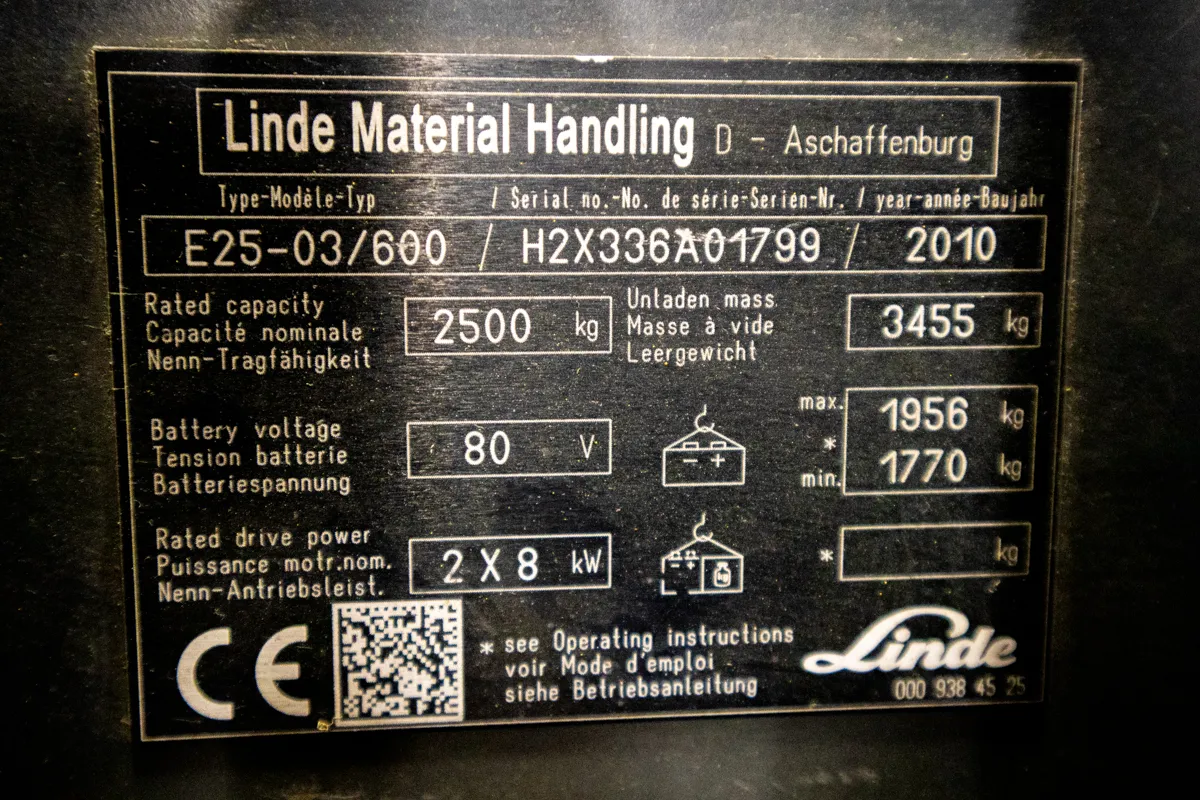 Linde Material Handling D - Aschaffenburg
Type-Modèle-Typ / Serial no.-No. de série-Serien-Nr. / year-année-Baujahr
E25-03/600 / H2X336A01799 / 2010
Rated capacity
Capacité nominale
Nenn-Tragfähigkeit
2500 kg
Unladen mass
Masse à vide
Leergewicht
3455 kg
Battery voltage
Tension batterie
Batteriespannung
80 V
- +
max. 1956 kg
*
min. 1770 kg
Rated drive power
Puissance motr.nom.
Nenn-Antriebsleist.
2 X 8 kW
kg
* kg
CE
* see Operating instructions
voir Mode d'emploi
siehe Betriebsanleitung
Linde
000 938 45 25